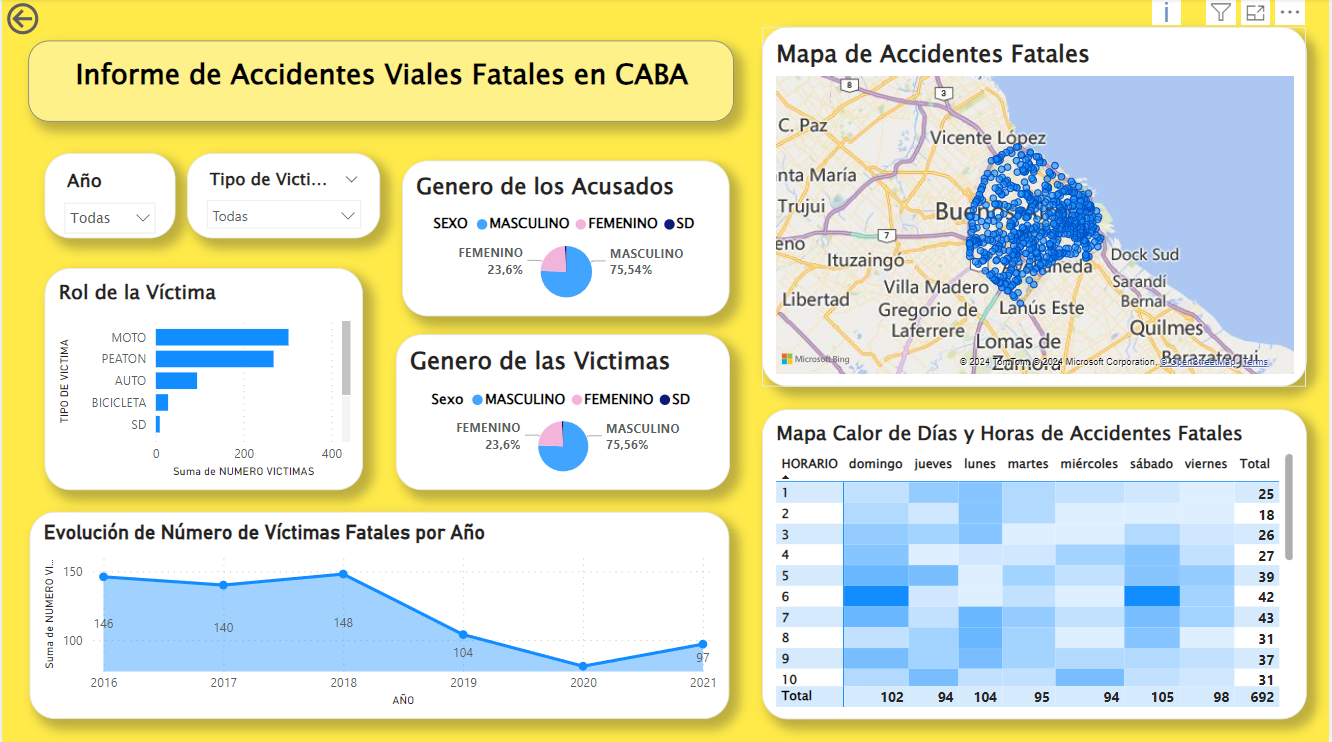 Informe de Accidentes Viales Fatales en CABA
Año
Todas
Tipo de Victi...
Todas
Genero de los Acusados
SEXO MASCULINO FEMENINO SD
FEMENINO
23,6%
MASCULINO
75,54%
Rol de la Víctima
TIPO DE VICTIMA
MOTO
PEATON
AUTO
BICICLETA
SD
0 200 400
Suma de NUMERO VICTIMAS
Genero de las Victimas
Sexo MASCULINO FEMENINO SD
FEMENINO
23,6%
MASCULINO
75,56%
Evolución de Número de Víctimas Fatales por Año
Suma de NUMERO VI...
150
100
146
140
148
104
97
2016 2017 2018 2019 2020 2021
AÑO
Mapa de Accidentes Fatales
8
3
C. Paz
Vicente López
nta María
Trujui
eno
7
Ituzaingó
Dock Sud
Villa Madero
Sarandí
Bernal
Libertad
Gregorio de
Laferrere
Lanús Este
Quilmes
Lomas de
Zamora
Berazategui
Microsoft Bing
© 2024 TomTom, © 2024 Microsoft Corporation, © OpenStreetMap Terms
Mapa Calor de Días y Horas de Accidentes Fatales
HORARIO domingo jueves lunes martes miércoles sábado viernes Total
1 25
2 18
3 26
4 27
5 39
6 42
7 43
8 31
9 37
10 31
Total 102 94 104 95 94 105 98 692